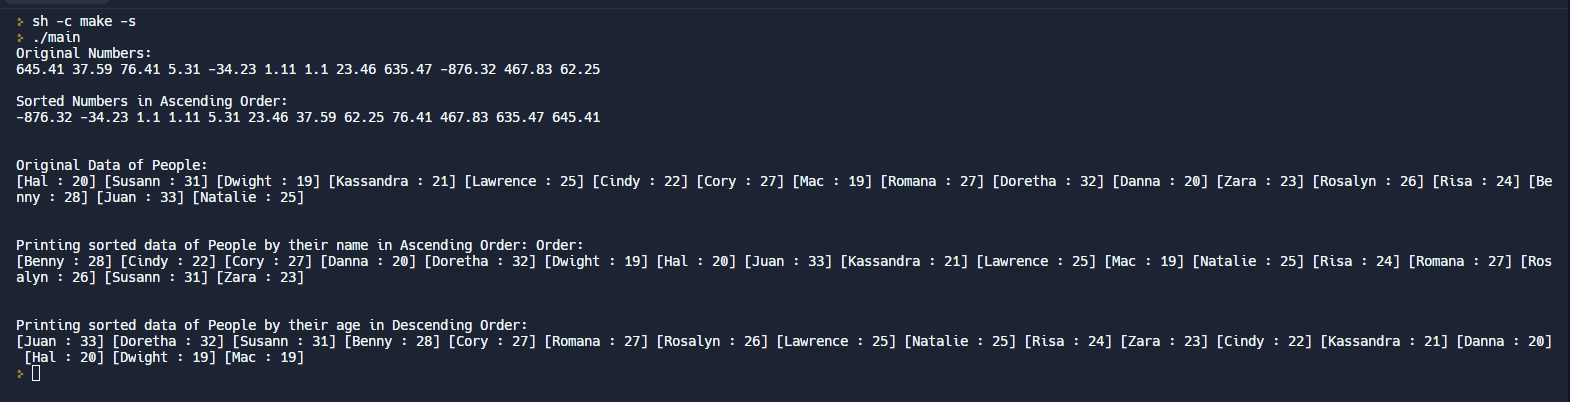 sh -c make -s
./main
Original Numbers:
645.41 37.59 76.41 5.31 -34.23 1.11 1.1 23.46 635.47 -876.32 467.83 62.25
Sorted Numbers in Ascending Order:
-876.32 -34.23 1.1 1.11 5.31 23.46 37.59 62.25 76.41 467.83 635.47 645.41
Original Data of People:
[Hal : 20] [Susann : 31] [Dwight : 19] [Kassandra : 21] [Lawrence : 25] [Cindy : 22] [Cory : 27] [Mac : 19] [Romana : 27] [Doretha : 32] [Danna : 20] [Zara : 23] [Rosalyn : 26] [Risa : 24] [Be
nny : 28] [Juan : 33] [Natalie : 25]
Printing sorted data of People by their name in Ascending Order: Order:
[Benny : 28] [Cindy : 22] [Cory : 27] [Danna : 20] [Doretha : 32] [Dwight : 19] [Hal : 20] [Juan : 33] [Kassandra : 21] [Lawrence : 25] [Mac : 19] [Natalie : 25] [Risa : 24] [Romana : 27] [Ros
alyn : 26] [Susann : 31] [Zara : 23]
Printing sorted data of People by their age in Descending Order:
[Juan : 33] [Doretha : 32] [Susann : 31] [Benny : 28] [Cory : 27] [Romana : 27] [Rosalyn : 26] [Lawrence : 25] [Natalie : 25] [Risa : 24] [Zara : 23] [Cindy : 22] [Kassandra : 21] [Danna : 20]
[Hal : 20] [Dwight : 19] [Mac : 19]